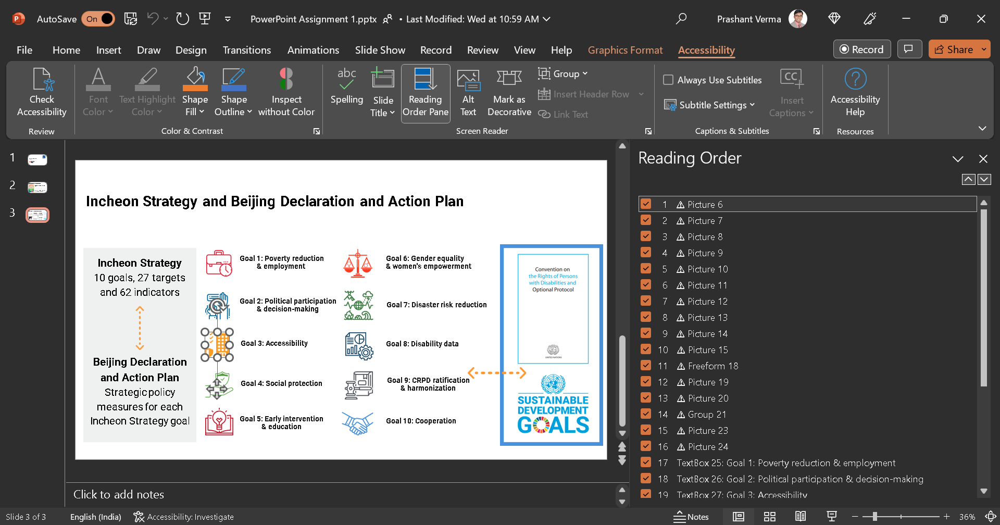 AutoSave On PowerPoint Assignment 1.pptx • Last Modified: Wed at 10:59 AM Prashant Verma
File Home Insert Draw Design Transitions Animations Slide Show Record Review View Help Graphics Format Accessibility Record Share
Check Accessibility
Review
Font Color
Text Highlight Color
Shape Fill
Shape Outline
Inspect without Color
Color & Contrast
abc
Spelling
Slide Title
Reading Order Pane
Alt Text
Mark as Decorative
Group
Insert Header Row
Link Text
Screen Reader
Always Use Subtitles
Subtitle Settings
CC
Insert Captions
Captions & Subtitles
Accessibility Help
Resources
1
2
3
Incheon Strategy and Beijing Declaration and Action Plan
Incheon Strategy
10 goals, 27 targets
and 62 indicators
Beijing Declaration
and Action Plan
Strategic policy
measures for each
Incheon Strategy goal
Goal 1: Poverty reduction
& employment
Goal 2: Political participation
& decision-making
Goal 3: Accessibility
Goal 4: Social protection
Goal 5: Early intervention
& education
Goal 6: Gender equality
& women's empowerment
Goal 7: Disaster risk reduction
Goal 8: Disability data
Goal 9: CRPD ratification
& harmonization
Goal 10: Cooperation
Convention on
the Rights of Persons
with Disabilities and
Optional Protocol
UNITED NATIONS
SUSTAINABLE
DEVELOPMENT
GOALS
Click to add notes
Reading Order
1 Picture 6
2 Picture 7
3 Picture 8
4 Picture 9
5 Picture 10
6 Picture 11
7 Picture 12
8 Picture 13
9 Picture 14
10 Picture 15
11 Freeform 18
12 Picture 19
13 Picture 20
14 Group 21
15 Picture 23
16 Picture 24
17 TextBox 25: Goal 1: Poverty reduction & employment
18 TextBox 26: Goal 2: Political participation & decision-making
19 TextBox 27: Goal 3: Accessibility
Slide 3 of 3 English (India) Accessibility: Investigate Notes 36%